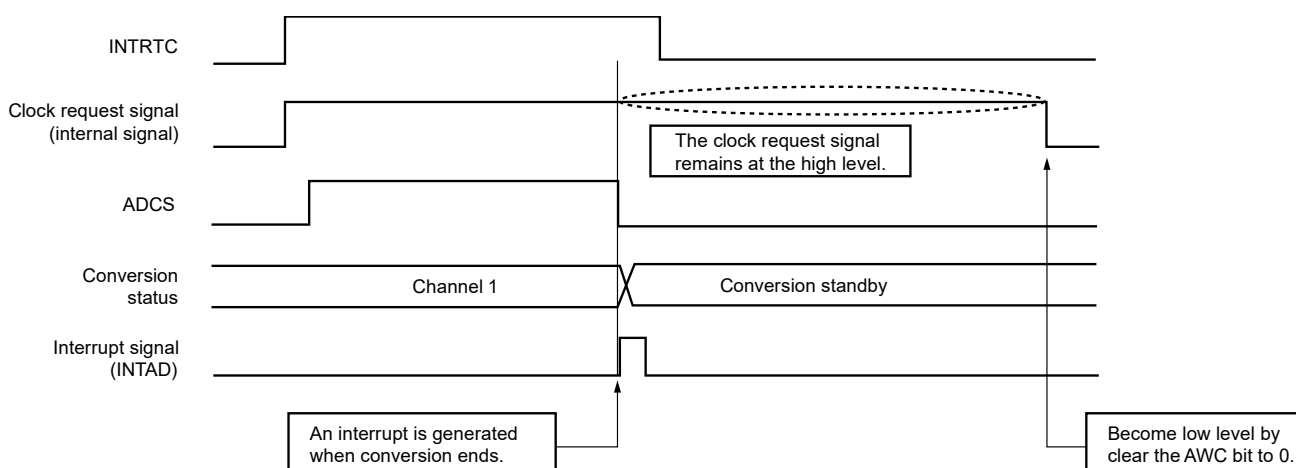 INTRTC
Clock request signal
(internal signal)
The clock request signal
remains at the high level.
ADCS
Conversion
status
Channel 1
Conversion standby
Interrupt signal
(INTAD)
An interrupt is generated
when conversion ends.
Become low level by
clear the AWC bit to 0.